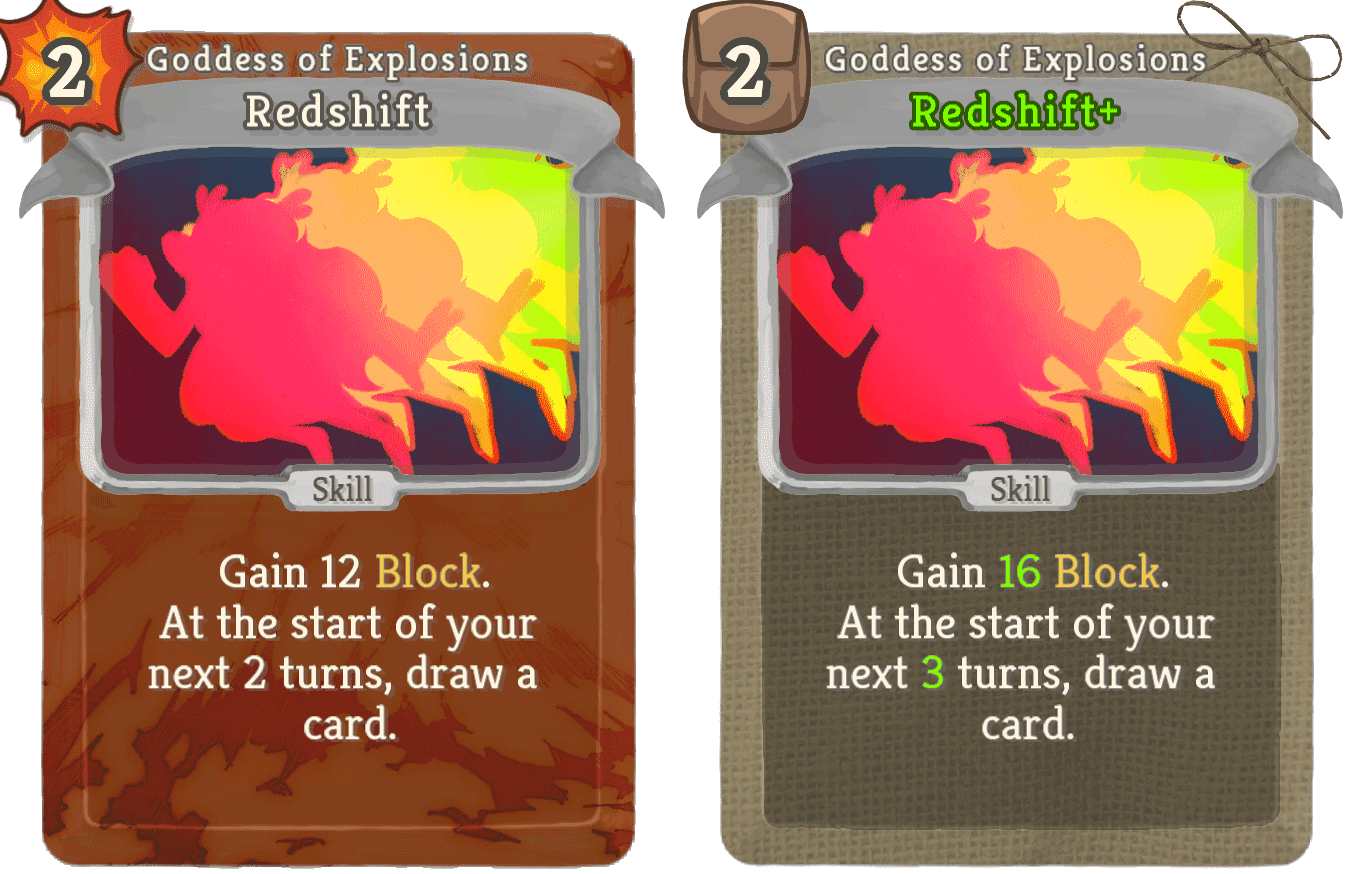 2
Goddess of Explosions
Redshift
Skill
Gain 12 Block.
At the start of your
next 2 turns, draw a
card.
2
Goddess of Explosions
Redshift+
Skill
Gain 16 Block.
At the start of your
next 3 turns, draw a
card.